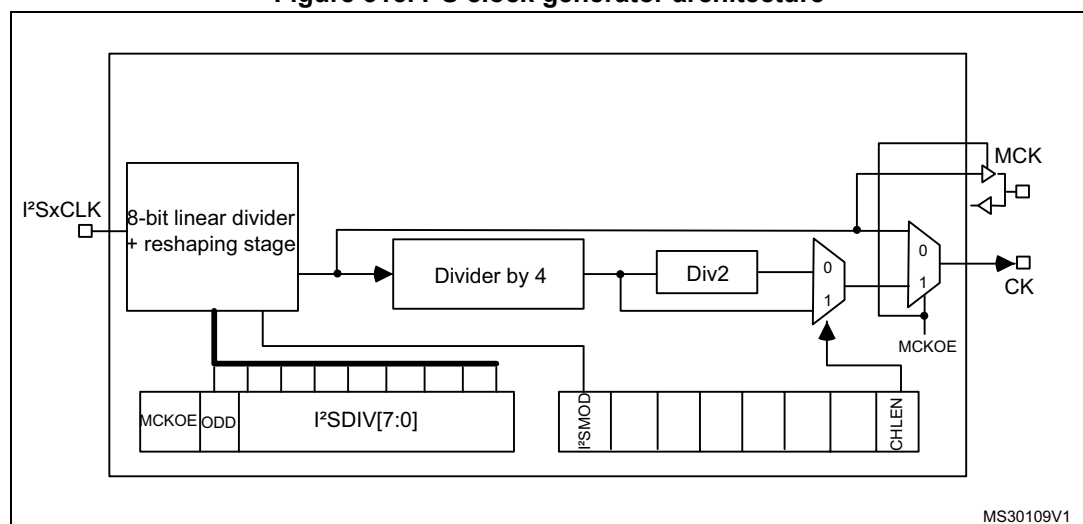 MCK
I²SxCLK
8-bit linear divider
+ reshaping stage
Divider by 4
Div2
0
1
0
1
CK
MCKOE
MCKOE
ODD
I²SDIV[7:0]
I²SMOD
CHLEN
MS30109V1